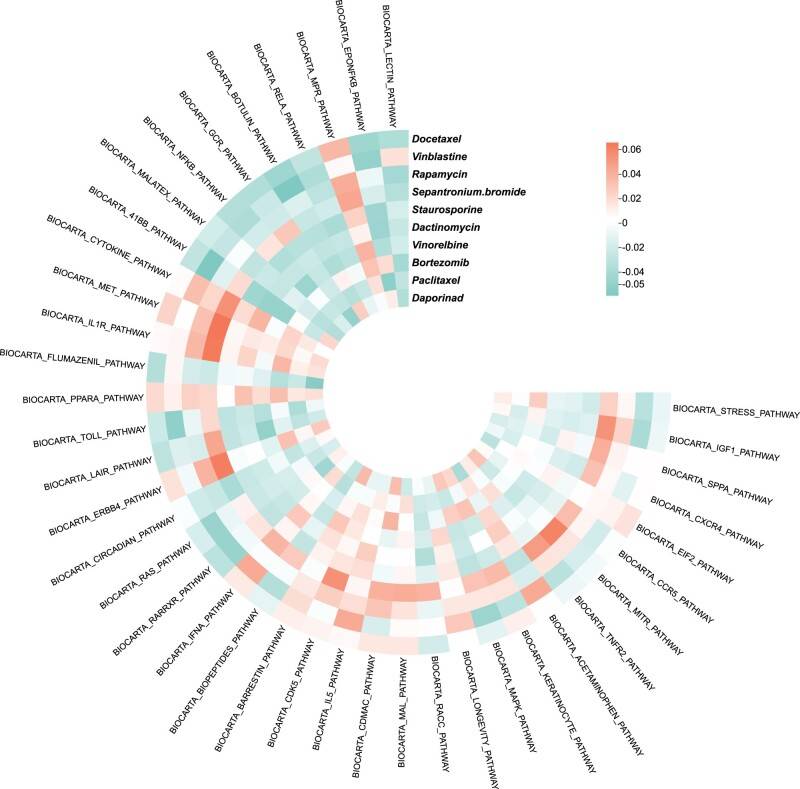 BIOCARTA_LECTIN_PATHWAY
BIOCARTA_EPONFKB_PATHWAY
BIOCARTA_MPR_PATHWAY
BIOCARTA_RELA_PATHWAY
BIOCARTA_BOTULIN_PATHWAY
BIOCARTA_GCR_PATHWAY
BIOCARTA_NFKB_PATHWAY
BIOCARTA_MALATEX_PATHWAY
BIOCARTA_41BB_PATHWAY
BIOCARTA_CYTOKINE_PATHWAY
BIOCARTA_MET_PATHWAY
BIOCARTA_IL1R_PATHWAY
BIOCARTA_FLUMAZENIL_PATHWAY
BIOCARTA_PPARA_PATHWAY
BIOCARTA_TOLL_PATHWAY
BIOCARTA_LAIR_PATHWAY
BIOCARTA_ERBB4_PATHWAY
BIOCARTA_CIRCADIAN_PATHWAY
BIOCARTA_RAS_PATHWAY
BIOCARTA_RARRXR_PATHWAY
BIOCARTA_IFNA_PATHWAY
BIOCARTA_BIOPEPTIDES_PATHWAY
BIOCARTA_BARRESTIN_PATHWAY
BIOCARTA_CDK5_PATHWAY
BIOCARTA_IL5_PATHWAY
BIOCARTA_CDMAC_PATHWAY
BIOCARTA_MAL_PATHWAY
BIOCARTA_RACC_PATHWAY
BIOCARTA_LONGEVITY_PATHWAY
BIOCARTA_MAPK_PATHWAY
BIOCARTA_KERATINOCYTE_PATHWAY
BIOCARTA_ACETAMINOPHEN_PATHWAY
BIOCARTA_TNFR2_PATHWAY
BIOCARTA_MITR_PATHWAY
BIOCARTA_CCR5_PATHWAY
BIOCARTA_EIF2_PATHWAY
BIOCARTA_CXCR4_PATHWAY
BIOCARTA_SPPA_PATHWAY
BIOCARTA_IGF1_PATHWAY
BIOCARTA_STRESS_PATHWAY
Docetaxel
Vinblastine
Rapamycin
Sepantronium.bromide
Staurosporine
Dactinomycin
Vinorelbine
Bortezomib
Paclitaxel
Daporinad
0.06
0.04
0.02
0
-0.02
-0.04
-0.05